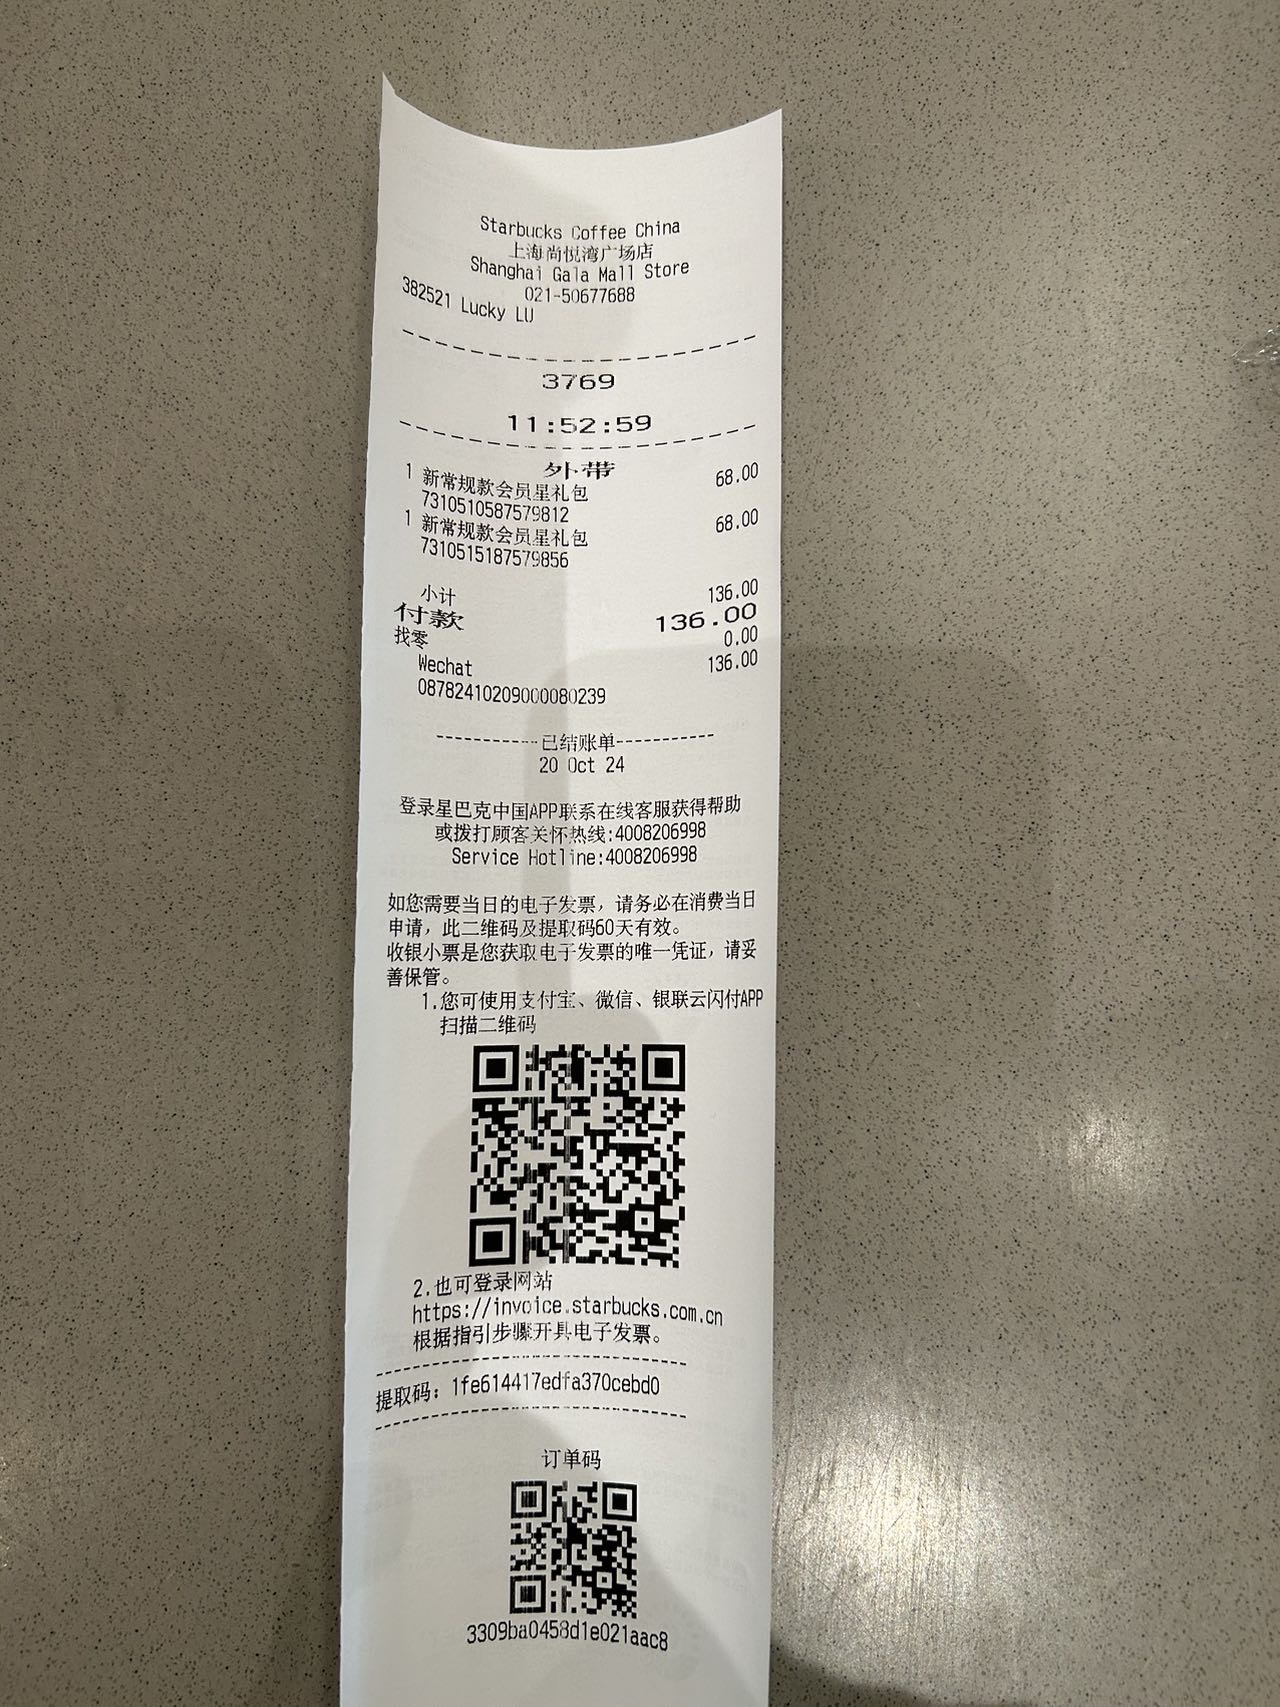 Starbucks Coffee China
上海尚悦湾广场店
Shanghai Gala Mall Store
021-50677688
382521 Lucky LU
3769
11:52:59
外带
1 新常规款会员星礼包 68.00
7310510587579812
1 新常规款会员星礼包 68.00
7310515187579856
小计 136.00
付款 136.00
找零 0.00
Wechat 136.00
08782410209000080239
----------已结账单----------
20 Oct 24
登录星巴克中国APP联系在线客服获得帮助
或拨打顾客关怀热线:4008206998
Service Hotline:4008206998
如您需要当日的电子发票，请务必在消费当日
申请，此二维码及提取码60天有效。
收银小票是您获取电子发票的唯一凭证，请妥
善保管。
1.您可使用支付宝、微信、银联云闪付APP
扫描二维码
2.也可登录网站
https://invoice.starbucks.com.cn
根据指引步骤开具电子发票。
提取码: 1fe614417edfa370cebd0
订单码
3309ba0458d1e021aac8